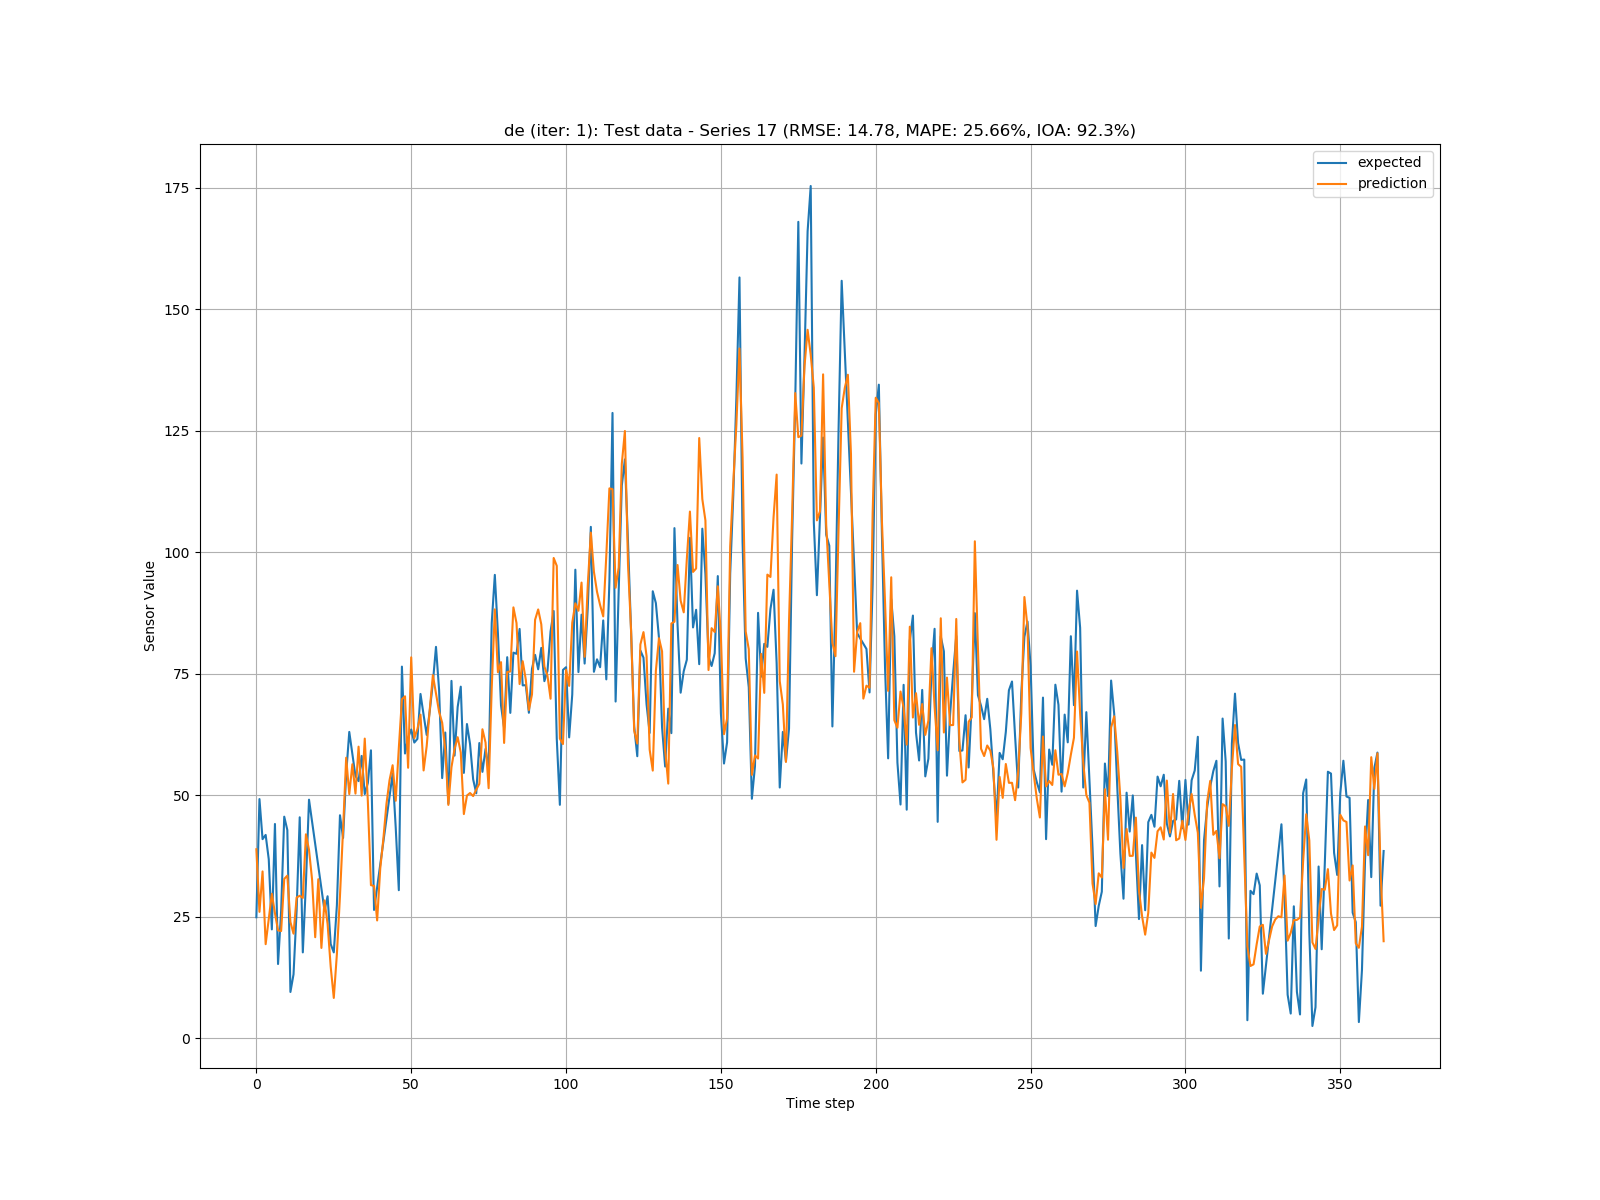 de (iter: 1): Test data - Series 17 (RMSE: 14.78, MAPE: 25.66%, IOA: 92.3%)
expected
prediction
175
150
125
100
75
50
25
0
Sensor Value
0 50 100 150 200 250 300 350
Time step